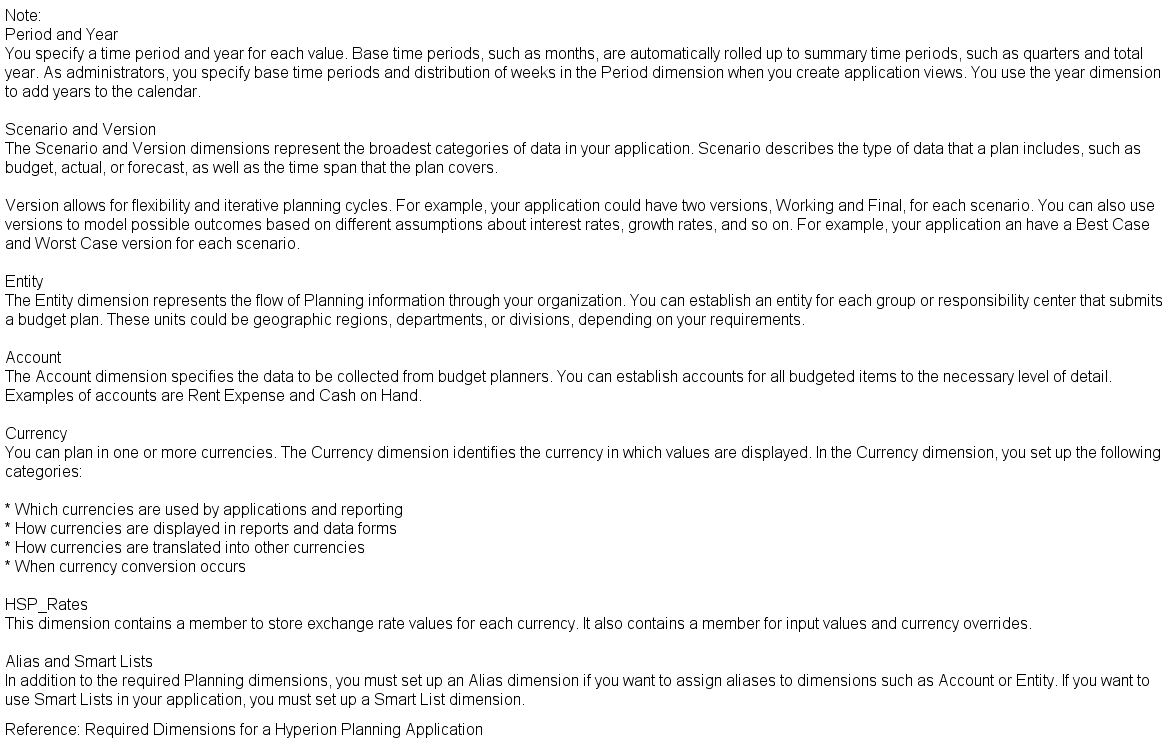 Note:
Period and Year
You specify a time period and year for each value. Base time periods, such as months, are automatically rolled up to summary time periods, such as quarters and total
year. As administrators, you specify base time periods and distribution of weeks in the Period dimension when you create application views. You use the year dimension
to add years to the calendar.
Scenario and Version
The Scenario and Version dimensions represent the broadest categories of data in your application. Scenario describes the type of data that a plan includes, such as
budget, actual, or forecast, as well as the time span that the plan covers.
Version allows for flexibility and iterative planning cycles. For example, your application could have two versions, Working and Final, for each scenario. You can also use
versions to model possible outcomes based on different assumptions about interest rates, growth rates, and so on. For example, your application an have a Best Case
and Worst Case version for each scenario.
Entity
The Entity dimension represents the flow of Planning information through your organization. You can establish an entity for each group or responsibility center that submits
a budget plan. These units could be geographic regions, departments, or divisions, depending on your requirements.
Account
The Account dimension specifies the data to be collected from budget planners. You can establish accounts for all budgeted items to the necessary level of detail.
Examples of accounts are Rent Expense and Cash on Hand.
Currency
You can plan in one or more currencies. The Currency dimension identifies the currency in which values are displayed. In the Currency dimension, you set up the following
categories:
* Which currencies are used by applications and reporting
* How currencies are displayed in reports and data forms
* How currencies are translated into other currencies
* When currency conversion occurs
HSP_Rates
This dimension contains a member to store exchange rate values for each currency. It also contains a member for input values and currency overrides.
Alias and Smart Lists
In addition to the required Planning dimensions, you must set up an Alias dimension if you want to assign aliases to dimensions such as Account or Entity. If you want to
use Smart Lists in your application, you must set up a Smart List dimension.
Reference: Required Dimensions for a Hyperion Planning Application